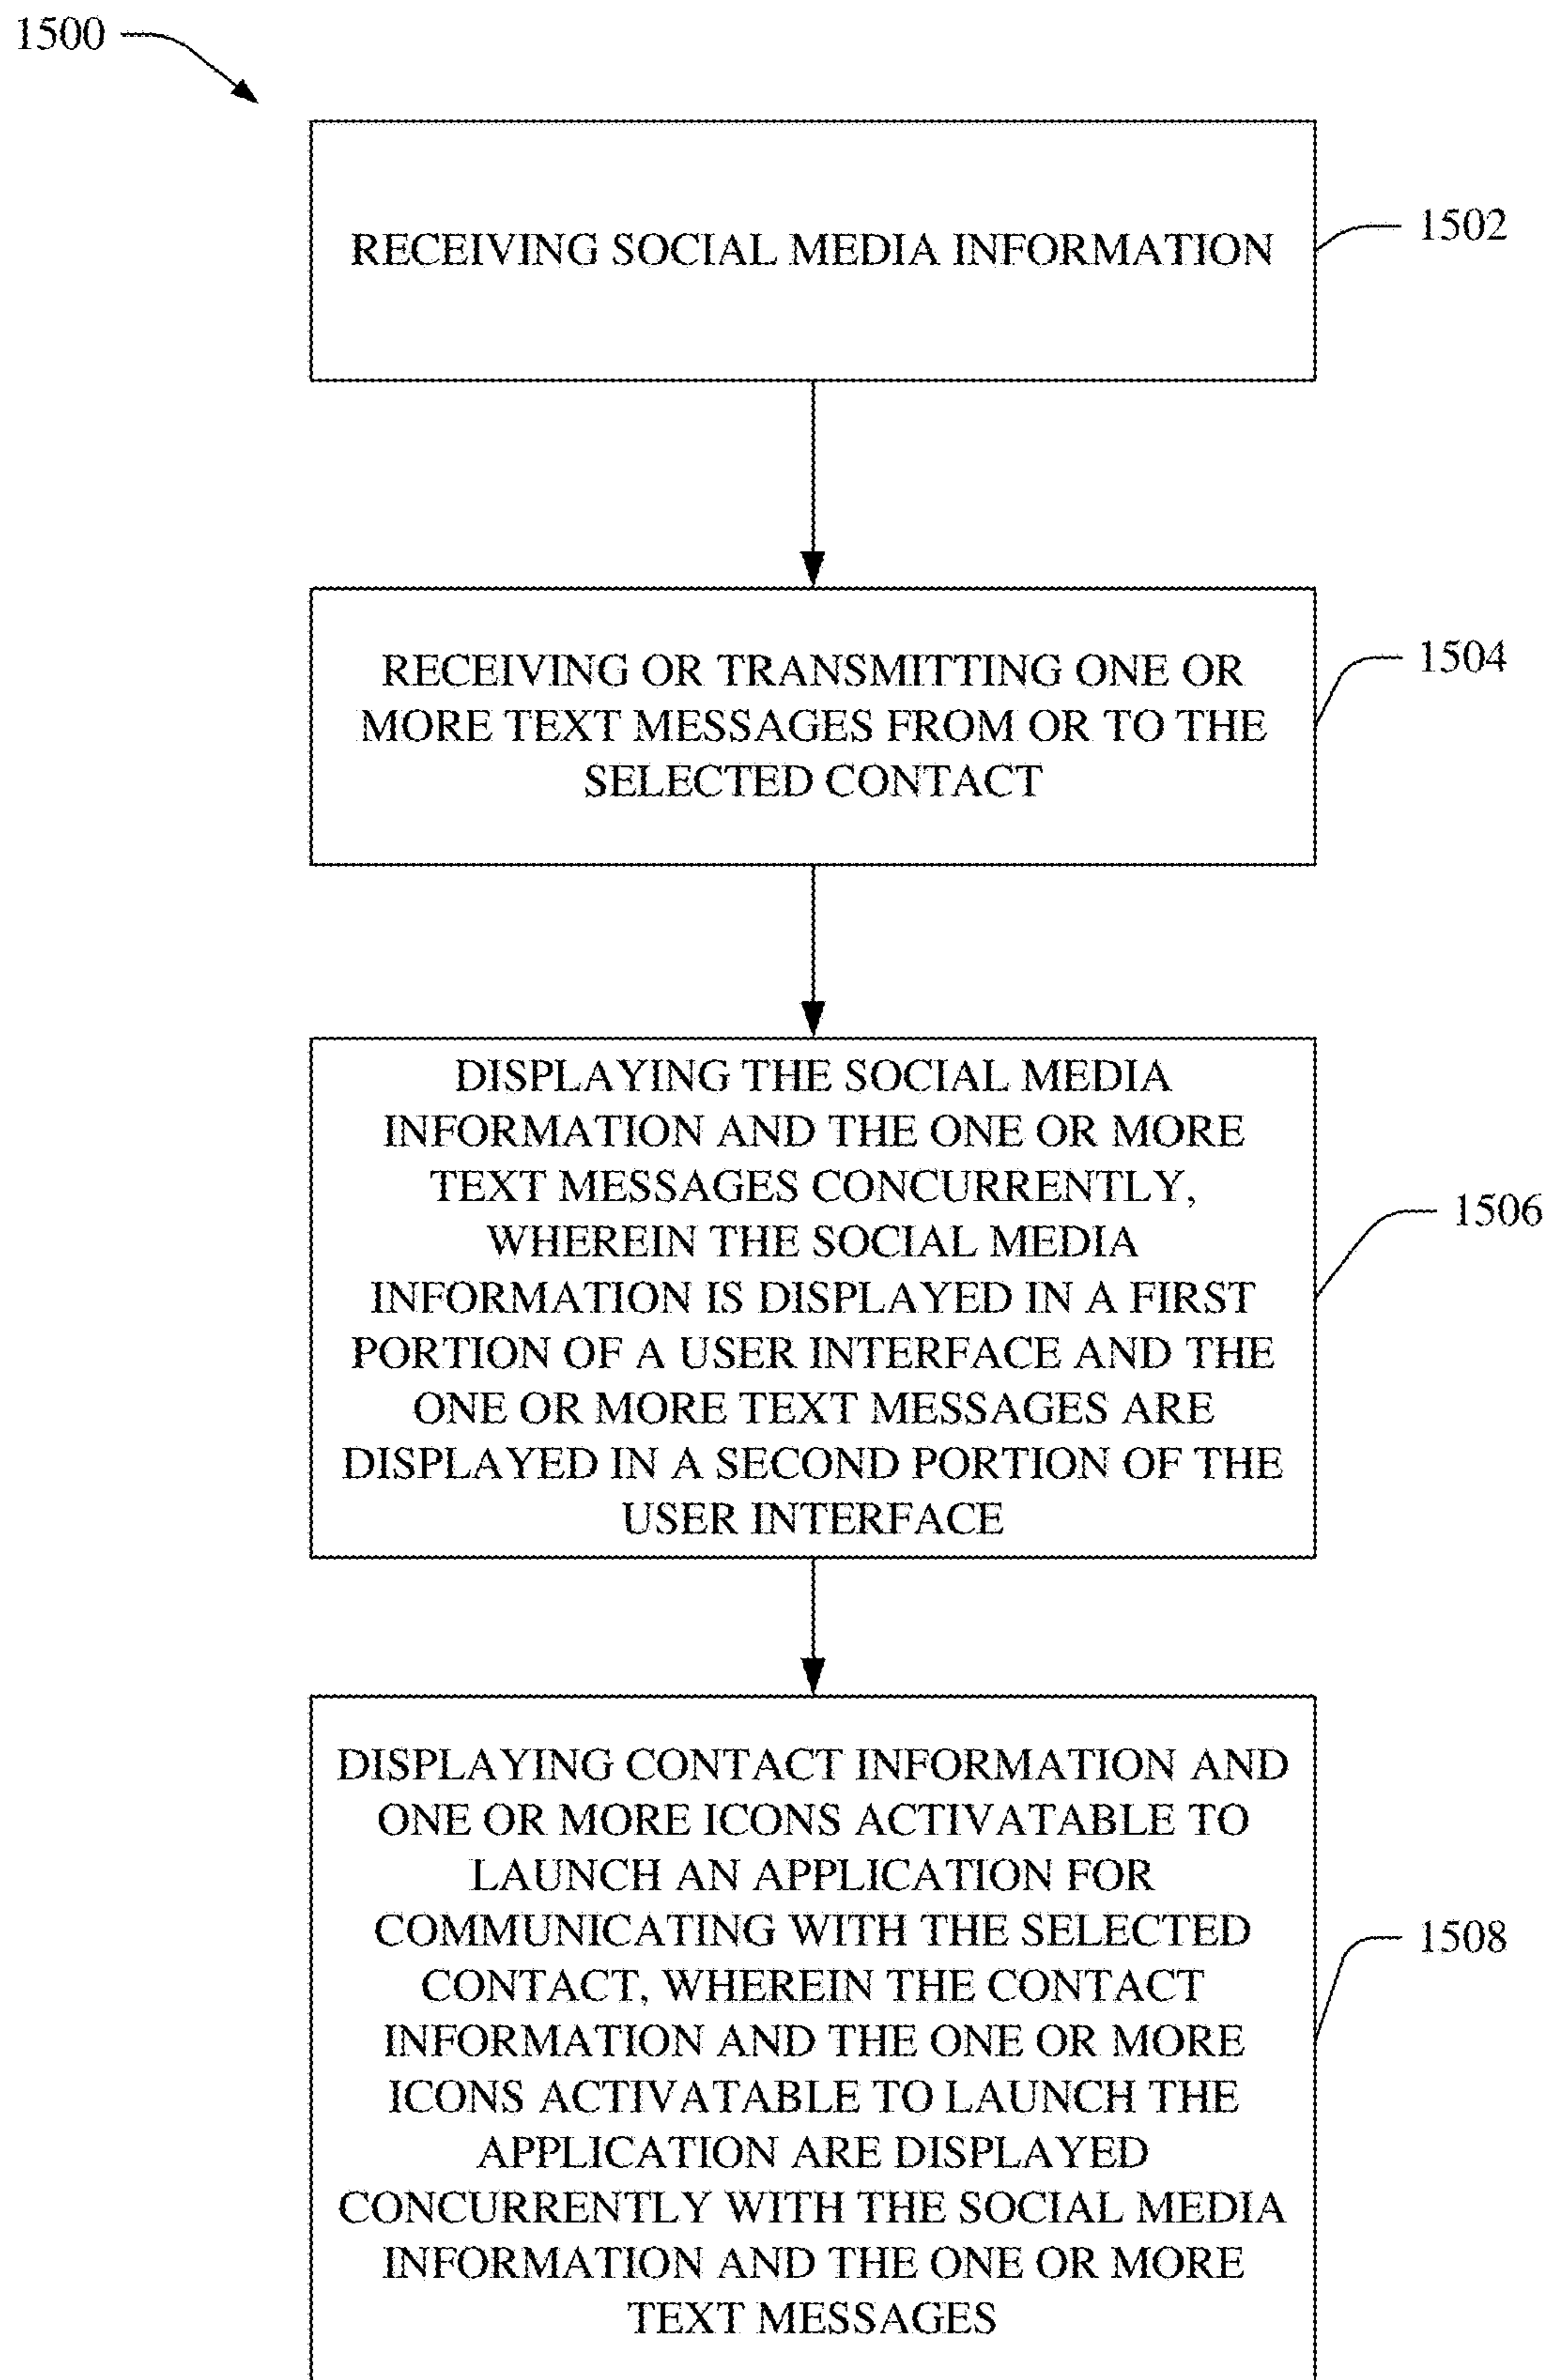 1500
RECEIVING SOCIAL MEDIA INFORMATION
1502
RECEIVING OR TRANSMITTING ONE OR
MORE TEXT MESSAGES FROM OR TO THE
SELECTED CONTACT
1504
DISPLAYING THE SOCIAL MEDIA
INFORMATION AND THE ONE OR MORE
TEXT MESSAGES CONCURRENTLY,
WHEREIN THE SOCIAL MEDIA
INFORMATION IS DISPLAYED IN A FIRST
PORTION OF A USER INTERFACE AND THE
ONE OR MORE TEXT MESSAGES ARE
DISPLAYED IN A SECOND PORTION OF THE
USER INTERFACE
1506
DISPLAYING CONTACT INFORMATION AND
ONE OR MORE ICONS ACTIVATABLE TO
LAUNCH AN APPLICATION FOR
COMMUNICATING WITH THE SELECTED
CONTACT, WHEREIN THE CONTACT
INFORMATION AND THE ONE OR MORE
ICONS ACTIVATABLE TO LAUNCH THE
APPLICATION ARE DISPLAYED
CONCURRENTLY WITH THE SOCIAL MEDIA
INFORMATION AND THE ONE OR MORE
TEXT MESSAGES
1508